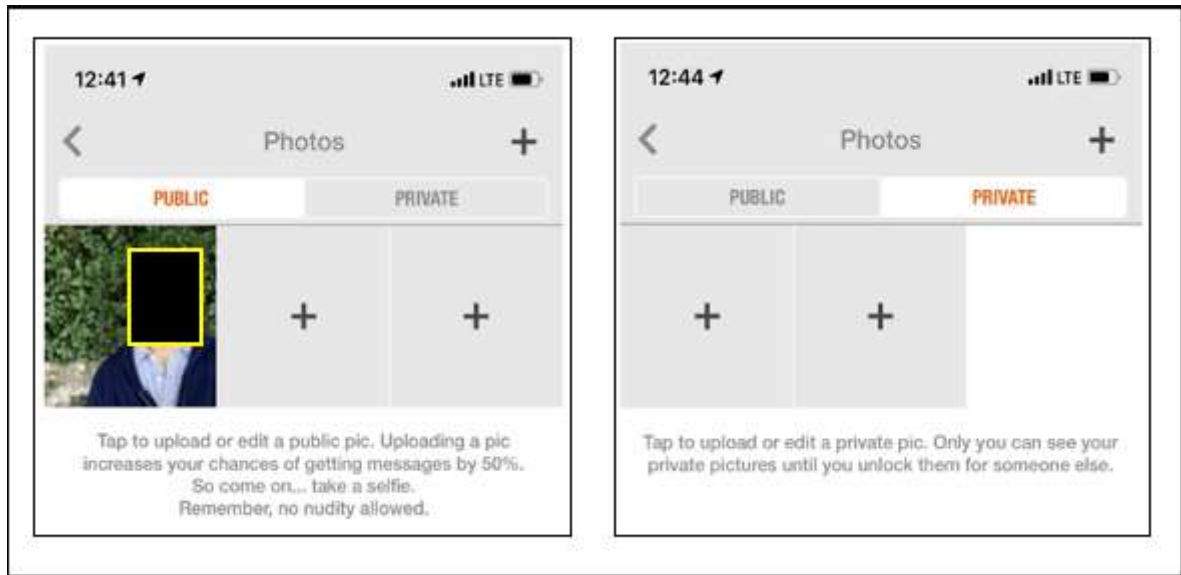 12:41
LTE
Photos
PUBLIC
PRIVATE
Tap to upload or edit a public pic. Uploading a pic
increases your chances of getting messages by 50%.
So come on... take a selfie.
Remember, no nudity allowed.
12:44
LTE
Photos
PUBLIC
PRIVATE
Tap to upload or edit a private pic. Only you can see your
private pictures until you unlock them for someone else.